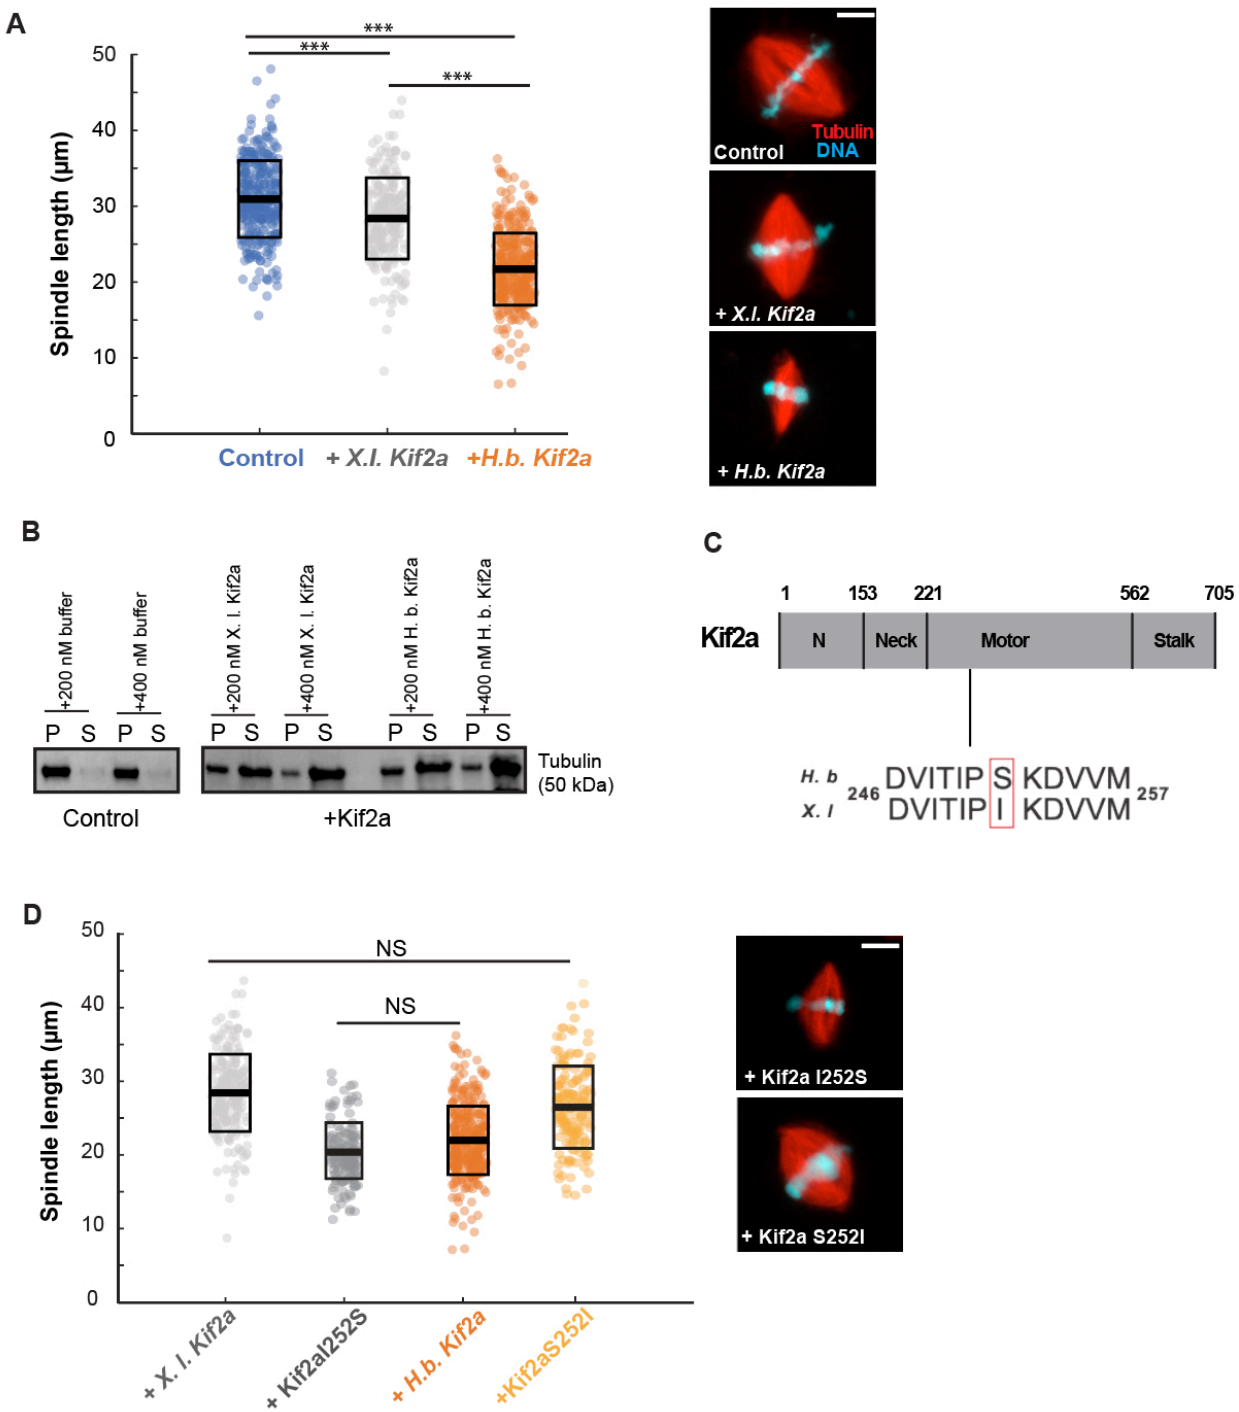 A
***
***
***
50
40
30
20
10
0
Spindle length (µm)
Control
+ X.l. Kif2a
+H.b. Kif2a
Tubulin
Control
DNA
+ X.l. Kif2a
+ H.b. Kif2a
B
+200 nM buffer
+400 nM buffer
+200 nM X. l. Kif2a
+400 nM X. l. Kif2a
+200 nM H. b. Kif2a
+400 nM H. b. Kif2a
P S P S P S P S P S P S
Tubulin
(50 kDa)
Control
+Kif2a
C
1 153 221 562 705
Kif2a N Neck Motor Stalk
H. b DVITIP S KDVVM
246 257
X. l DVITIP I KDVVM
D
50
40
30
20
10
0
Spindle length (µm)
NS
NS
+ X. l. Kif2a
+ Kif2aI252S
+ H.b. Kif2a
+Kif2aS252I
+ Kif2a I252S
+ Kif2a S252I